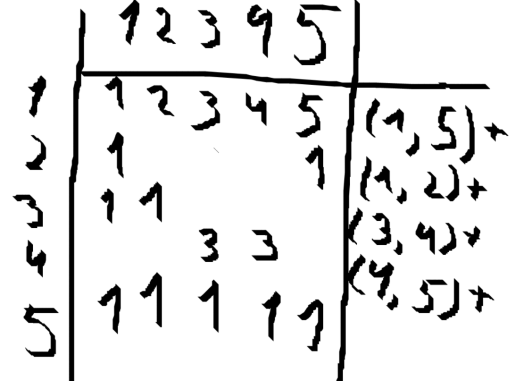 1 2 3 4 5
1 1 2 3 4 5 (1, 5)+
2 1 1 (1, 2)+
3 1 1 (3, 4)+
4 3 3 (4, 5)+
5 1 1 1 1 1